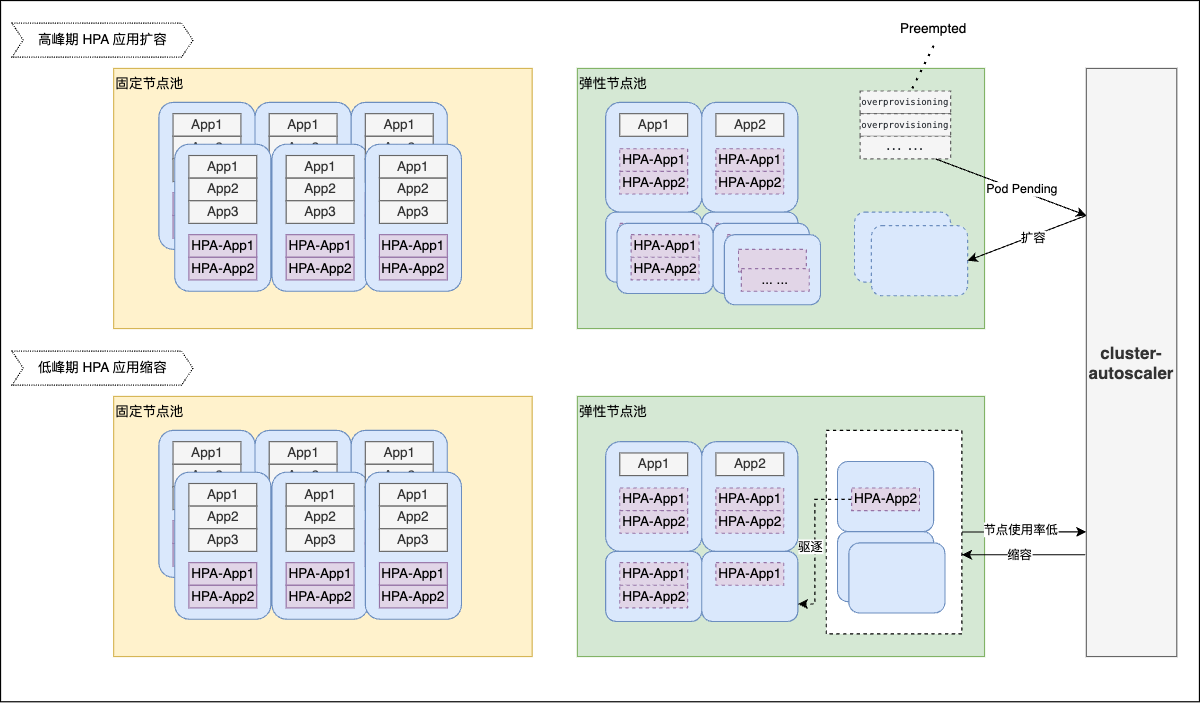 高峰期 HPA 应用扩容
Preempted
固定节点池
App1
App1
App1
App1
App2
App3
HPA-App1
HPA-App2
App1
App2
App3
HPA-App1
HPA-App2
App1
App2
App3
HPA-App1
HPA-App2
弹性节点池
App1
HPA-App1
HPA-App2
App2
HPA-App1
HPA-App2
HPA-App1
HPA-App2
... ...
overprovisioning
overprovisioning
... ...
Pod Pending
扩容
cluster-
autoscaler
低峰期 HPA 应用缩容
固定节点池
App1
App1
App1
App1
App2
App3
HPA-App1
HPA-App2
App1
App2
App3
HPA-App1
HPA-App2
App1
App2
App3
HPA-App1
HPA-App2
弹性节点池
App1
HPA-App1
HPA-App2
App2
HPA-App1
HPA-App2
HPA-App1
HPA-App2
HPA-App1
驱逐
HPA-App2
节点使用率低
缩容